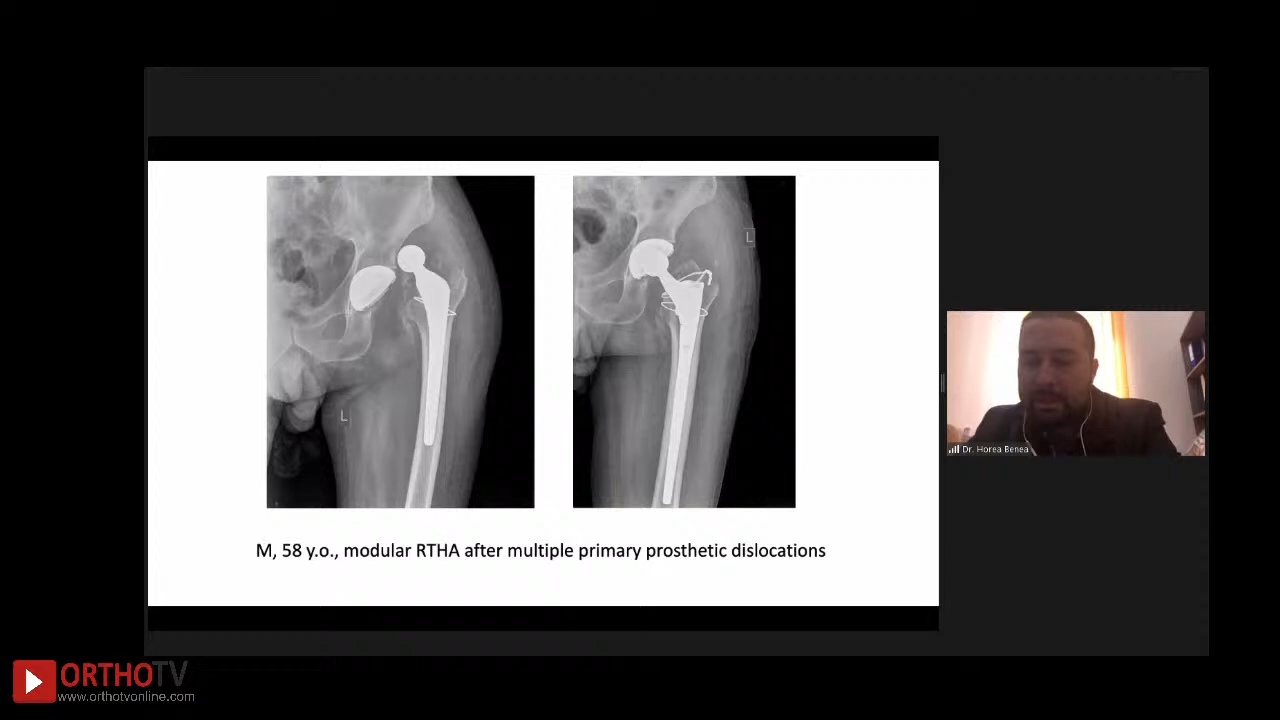 L
L
M, 58 y.o., modular RTHA after multiple primary prosthetic dislocations
Dr. Horea Benea
ORTHOTV
www.orthotvonline.com